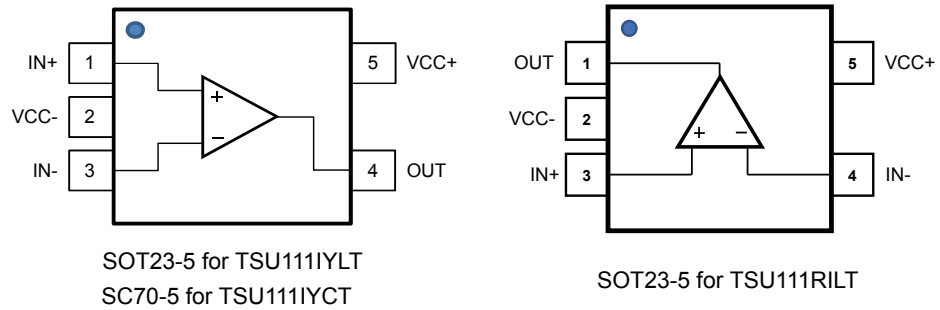 IN+ 1 5 VCC+
VCC- 2
IN- 3 4 OUT
+
−
SOT23-5 for TSU111IYLT
SC70-5 for TSU111IYCT
OUT 1 5 VCC+
VCC- 2
IN+ 3 4 IN-
+ −
SOT23-5 for TSU111RILT